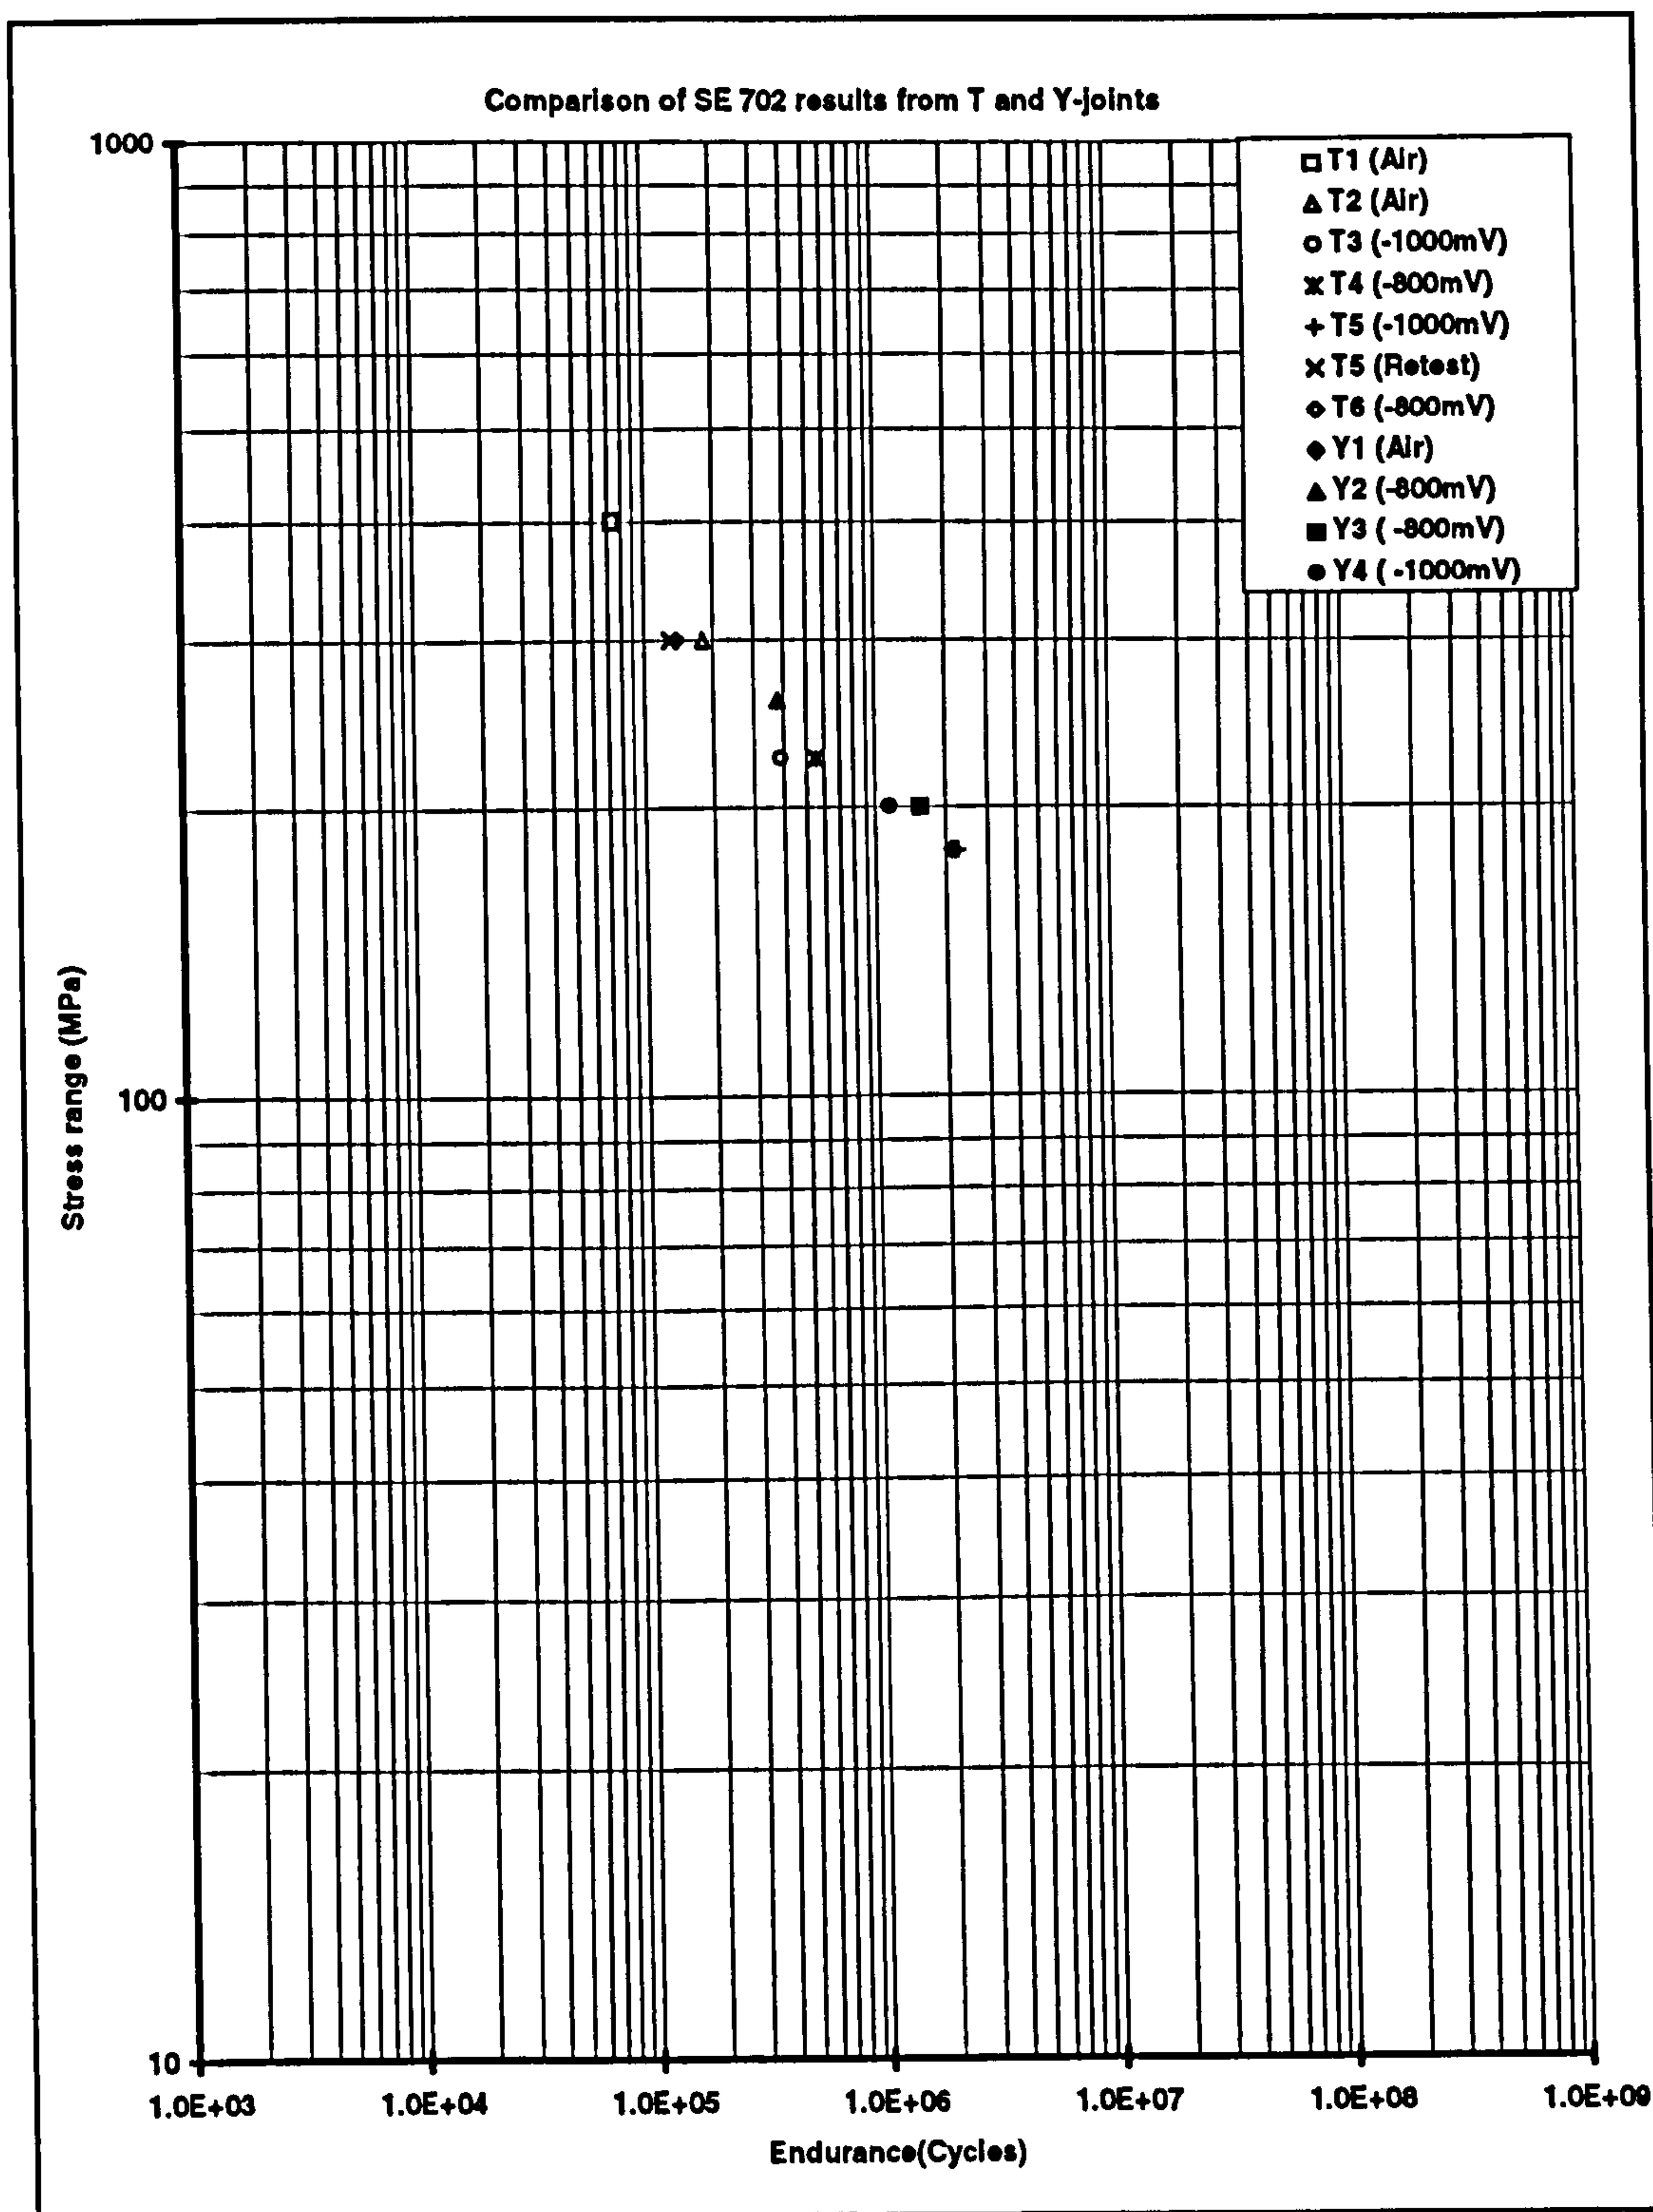 Comparison of SE 702 results from T and Y-joints
1000
T1 (Air)
T2 (Air)
T3 (-1000mV)
T4 (-800mV)
T5 (-1000mV)
T5 (Retest)
T6 (-800mV)
Y1 (Air)
Y2 (-800mV)
Y3 ( -800mV)
Y4 ( -1000mV)
Stress range (MPa)
100
10
1.0E+03 1.0E+04 1.0E+05 1.0E+06 1.0E+07 1.0E+08 1.0E+09
Endurance(Cycles)